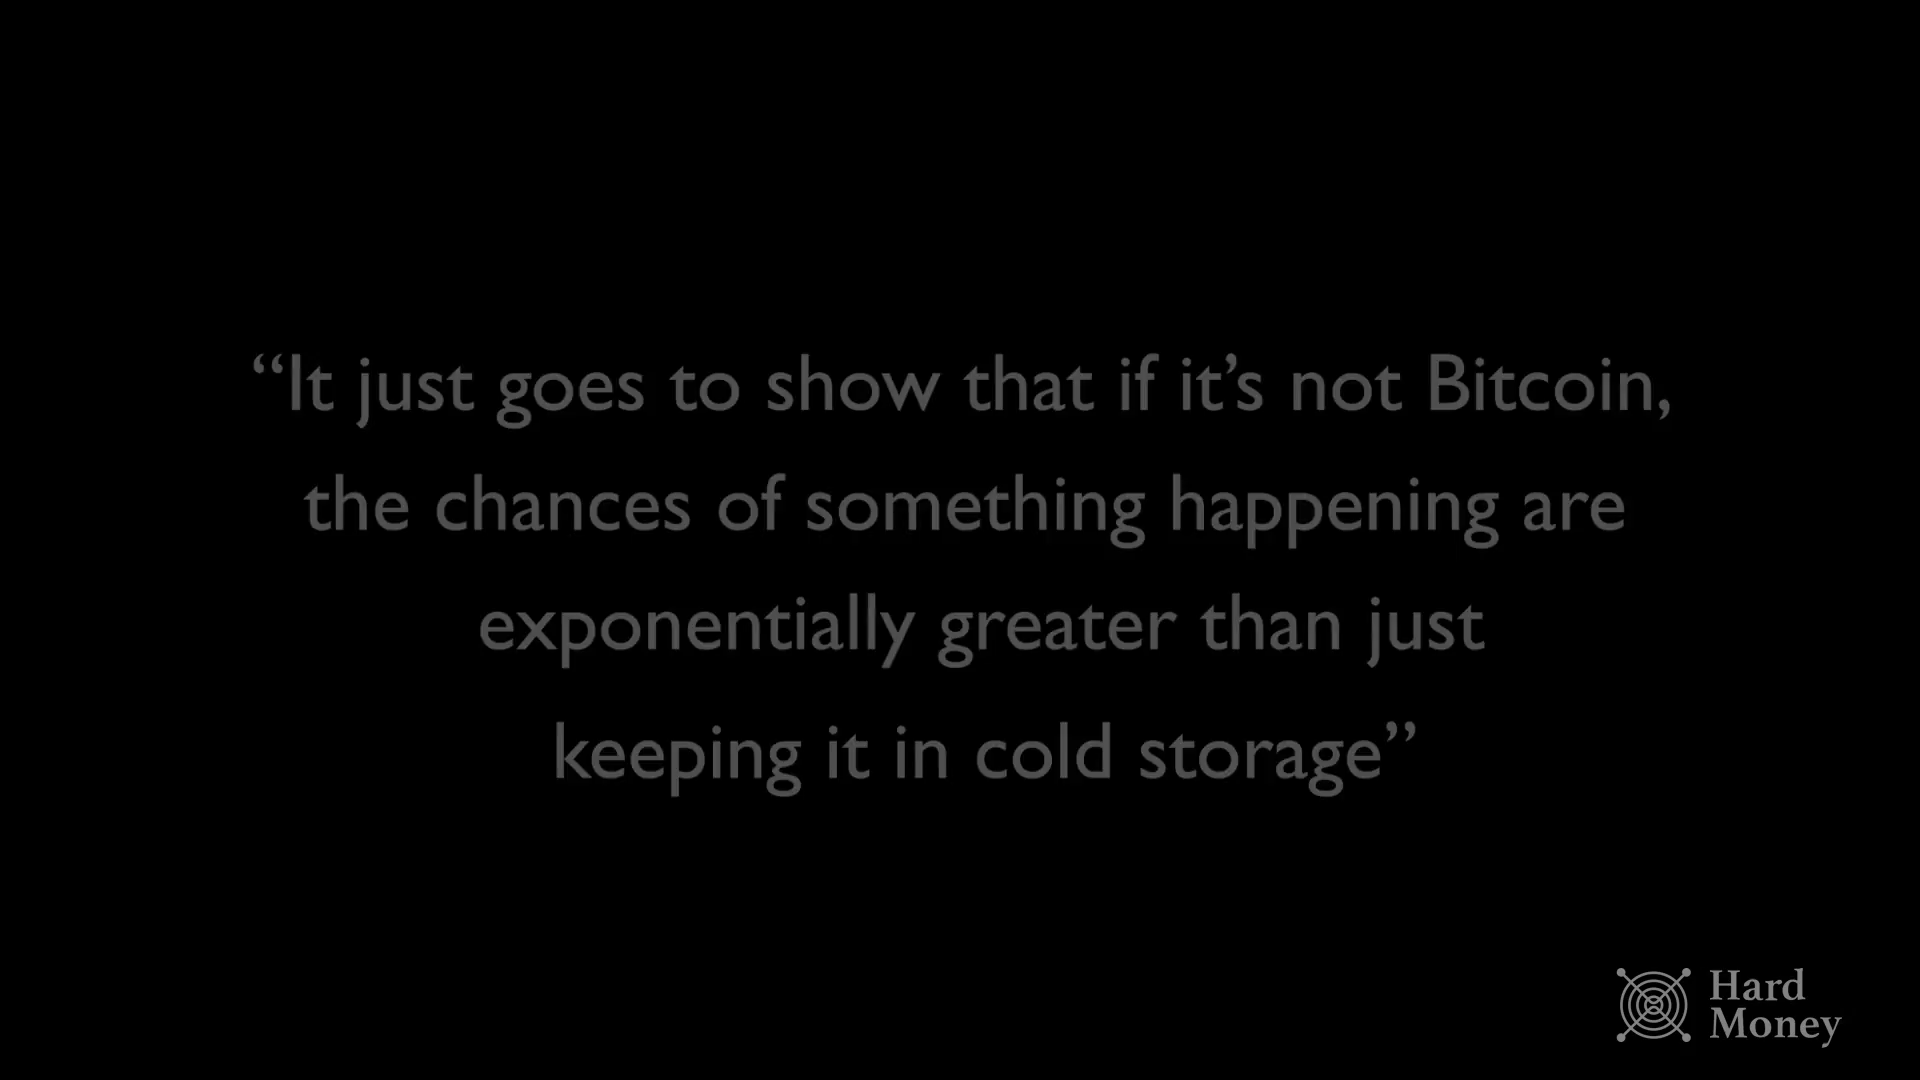 “It just goes to show that if it’s not Bitcoin,
the chances of something happening are
exponentially greater than just
keeping it in cold storage”
Hard
Money